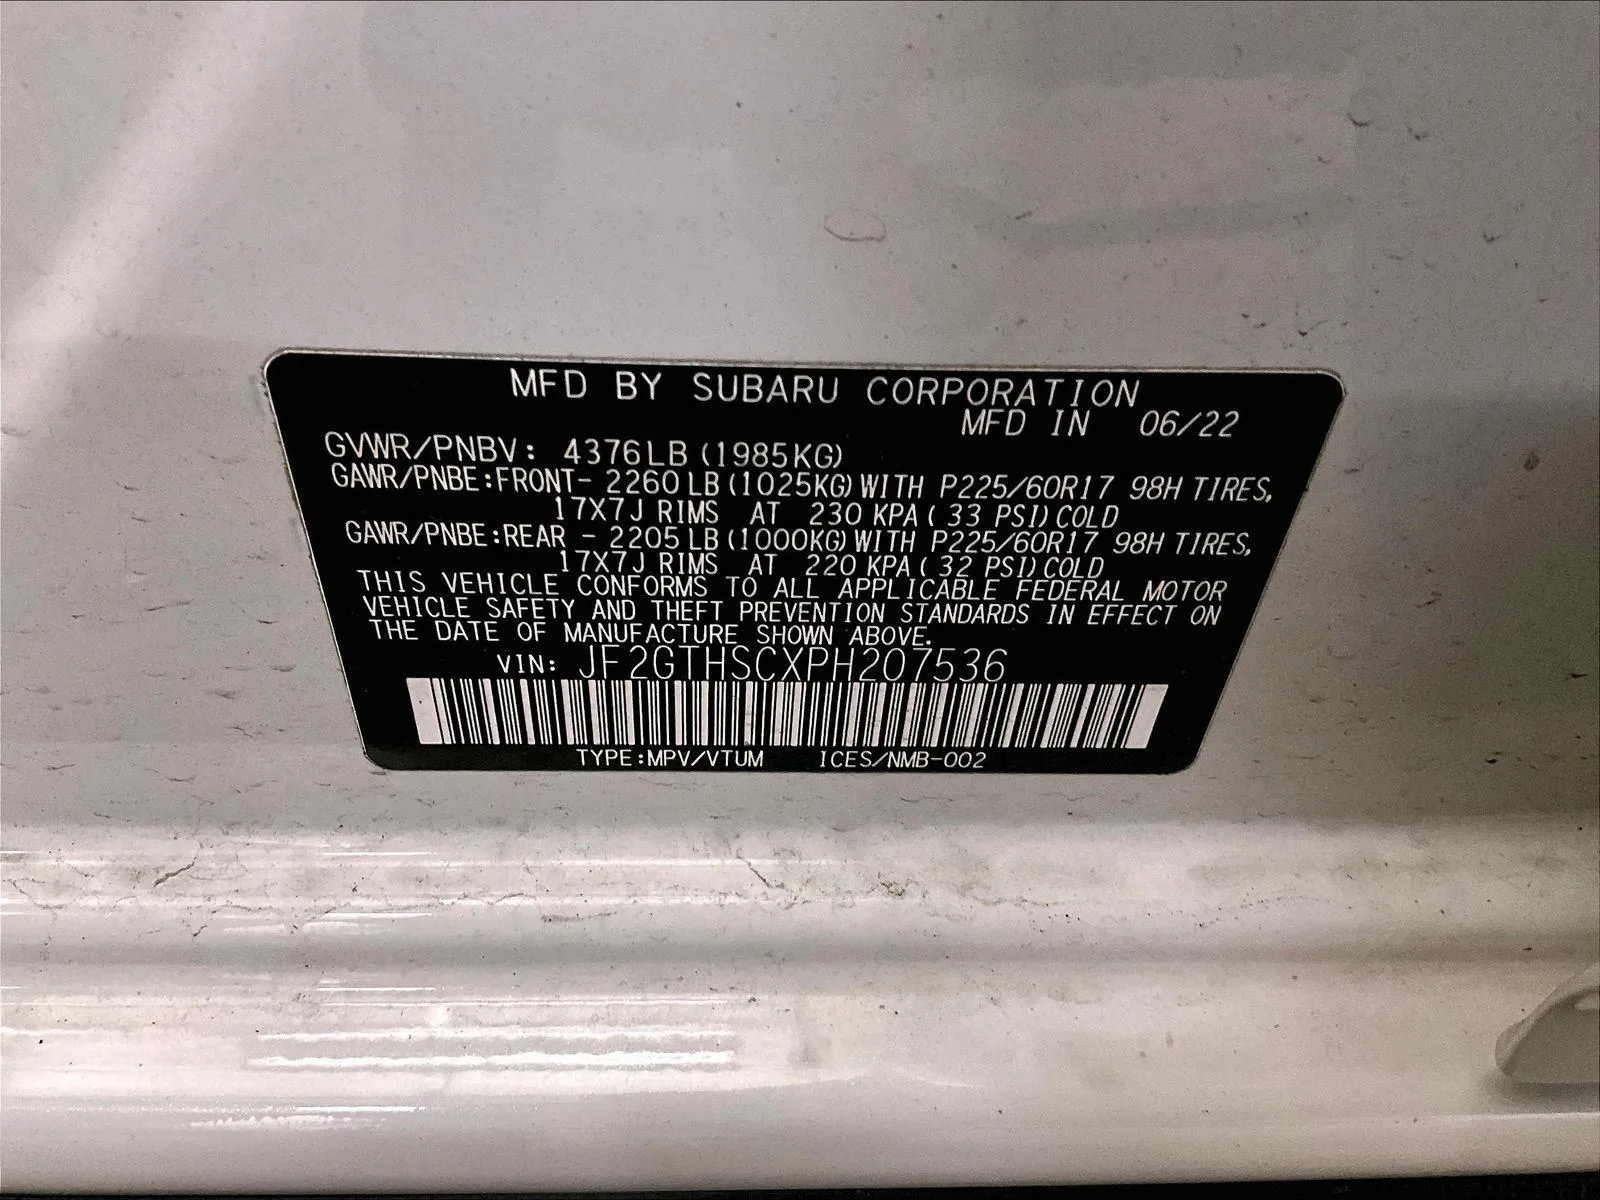 MFD BY SUBARU CORPORATION
MFD IN 06/22
GVWR/PNBV: 4376LB (1985KG)
GAWR/PNBE:FRONT- 2260LB (1025KG) WITH P225/60R17 98H TIRES,
17X7J RIMS AT 230 KPA ( 33 PSI) COLD
GAWR/PNBE:REAR - 2205LB (1000KG) WITH P225/60R17 98H TIRES,
17X7J RIMS AT 220 KPA ( 32 PSI) COLD
THIS VEHICLE CONFORMS TO ALL APPLICABLE FEDERAL MOTOR
VEHICLE SAFETY AND THEFT PREVENTION STANDARDS IN EFFECT ON
THE DATE OF MANUFACTURE SHOWN ABOVE.
VIN: JF2GTHSCXPH207536
TYPE:MPV/VTUM ICES/NMB-002